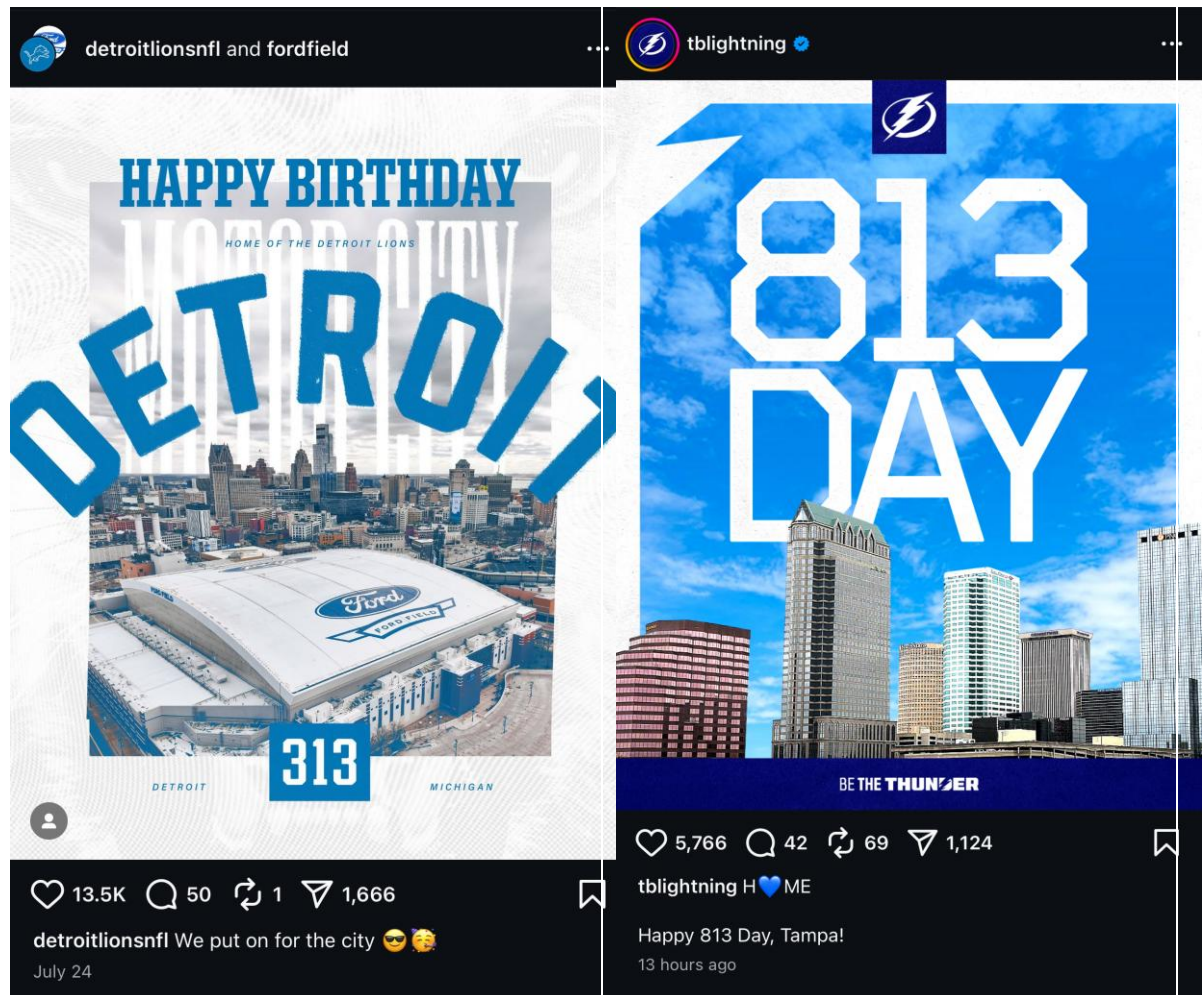 detroitlionsnfl and fordfield
HAPPY BIRTHDAY
MOTOR CITY
HOME OF THE DETROIT LIONS
DETROIT
Ford
FORD FIELD
313
DETROIT
MICHIGAN
13.5K 50 1 1,666
detroitlionsnfl We put on for the city 😎🥳
July 24
tblightning
813
DAY
BE THE THUNDER
5,766 42 69 1,124
tblightning H💙ME
Happy 813 Day, Tampa!
13 hours ago